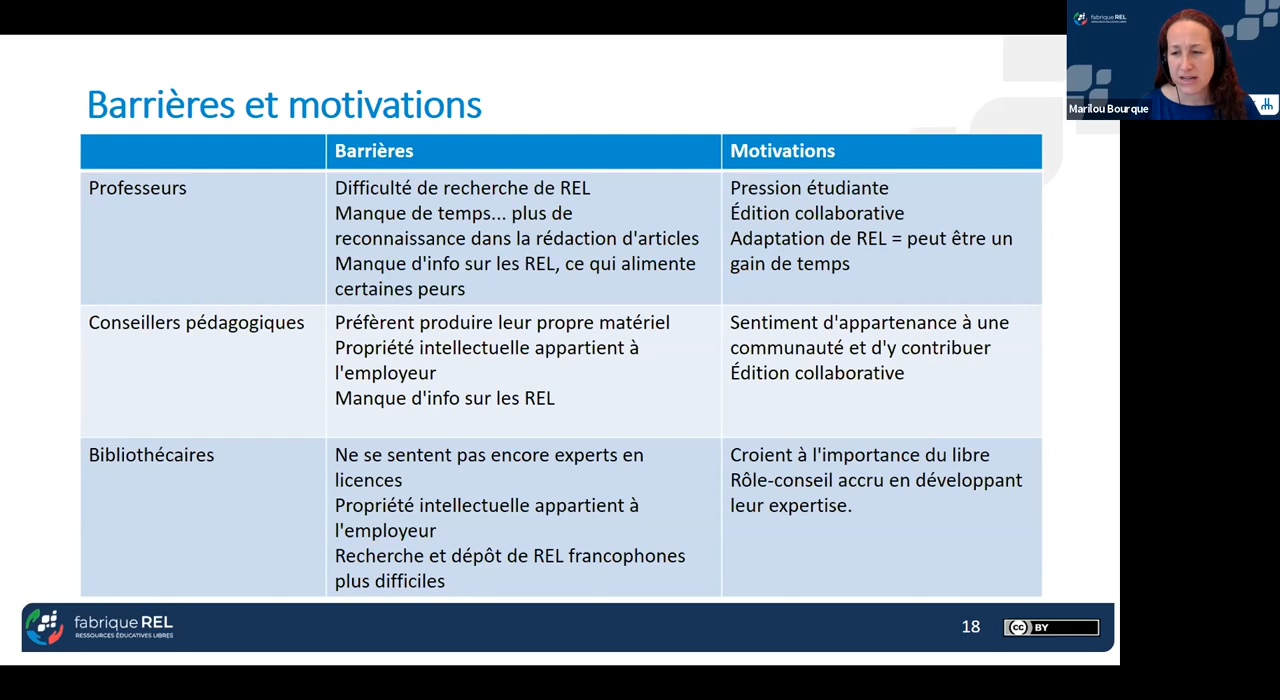 fabrique REL
Marilou Bourque
Barrières et motivations
Barrières
Motivations
Professeurs
Difficulté de recherche de REL
Manque de temps... plus de
reconnaissance dans la rédaction d'articles
Manque d'info sur les REL, ce qui alimente
certaines peurs
Pression étudiante
Édition collaborative
Adaptation de REL = peut être un
gain de temps
Conseillers pédagogiques
Préfèrent produire leur propre matériel
Propriété intellectuelle appartient à
l'employeur
Manque d'info sur les REL
Sentiment d'appartenance à une
communauté et d'y contribuer
Édition collaborative
Bibliothécaires
Ne se sentent pas encore experts en
licences
Propriété intellectuelle appartient à
l'employeur
Recherche et dépôt de REL francophones
plus difficiles
Croient à l'importance du libre
Rôle-conseil accru en développant
leur expertise.
fabrique REL
RESSOURCES ÉDUCATIVES LIBRES
18
cc BY